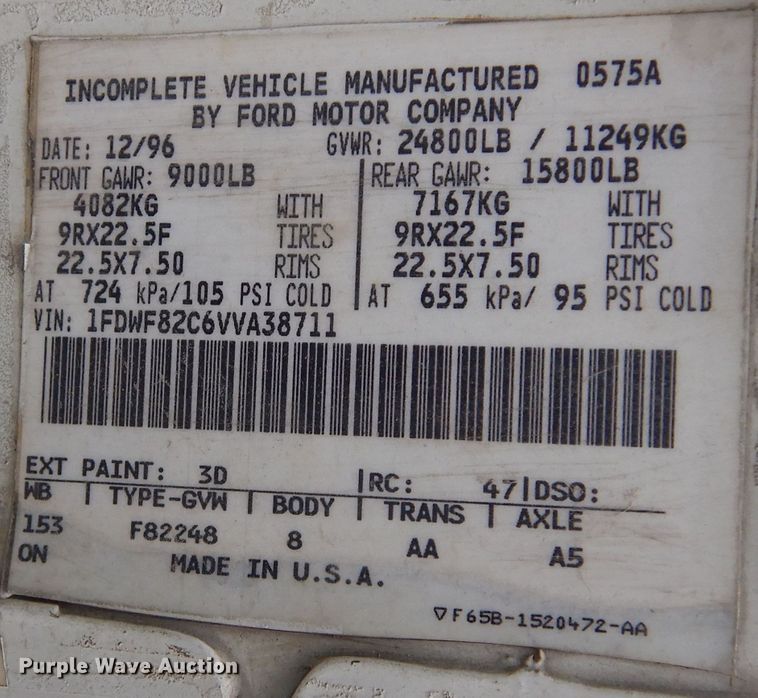 INCOMPLETE VEHICLE MANUFACTURED 0575A
BY FORD MOTOR COMPANY
DATE: 12/96 GVWR: 24800LB / 11249KG
FRONT GAWR: 9000LB REAR GAWR: 15800LB
4082KG WITH 7167KG WITH
9RX22.5F TIRES 9RX22.5F TIRES
22.5X7.50 RIMS 22.5X7.50 RIMS
AT 724 kPa/105 PSI COLD AT 655 kPa/ 95 PSI COLD
VIN: 1FDWF82C6VVA38711
EXT PAINT: 3D RC: 47 DSO:
WB TYPE-GVW BODY TRANS AXLE
153 F82248 8 AA A5
ON MADE IN U.S.A.
▽F65B-1520472-AA
Purple Wave Auction